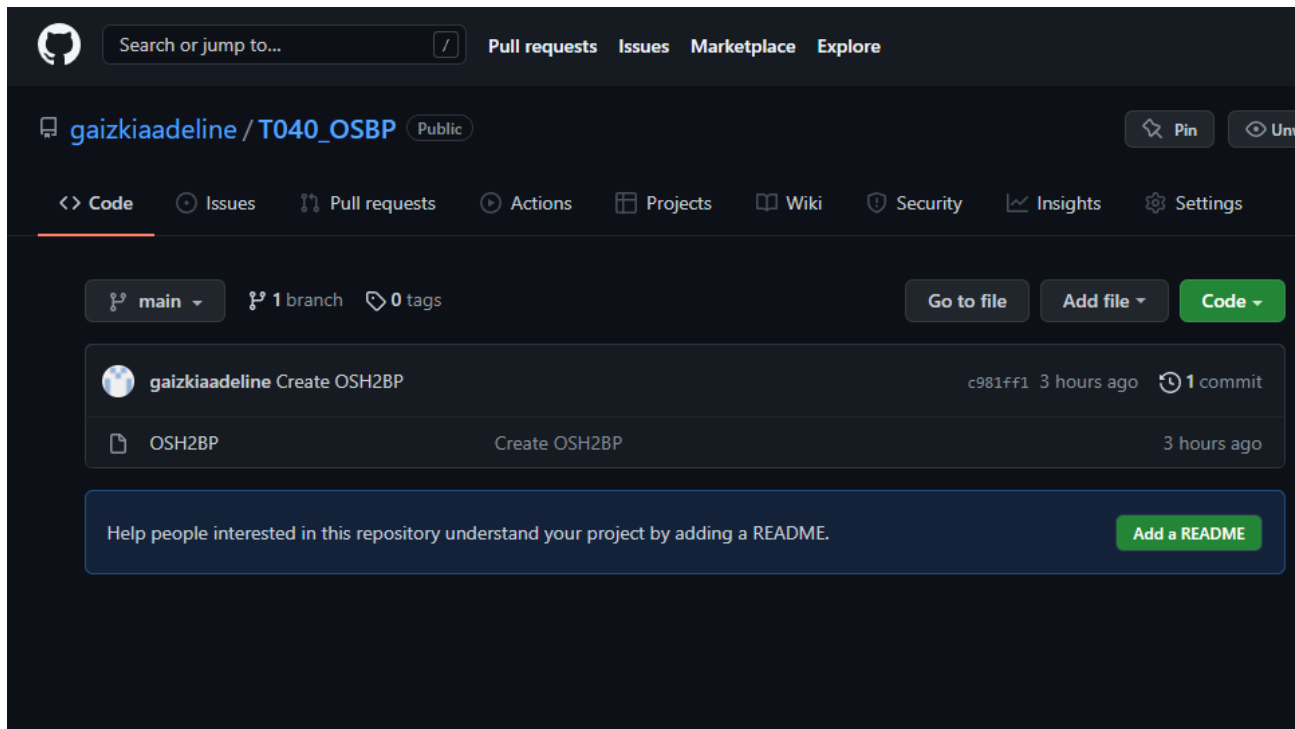 Search or jump to... / Pull requests Issues Marketplace Explore
gaizkiaadeline / T040_OSBP Public Pin
<> Code Issues Pull requests Actions Projects Wiki Security Insights Settings
main 1 branch 0 tags Go to file Add file Code
gaizkiaadeline Create OSH2BP c981ff1 3 hours ago 1 commit
OSH2BP Create OSH2BP 3 hours ago
Help people interested in this repository understand your project by adding a README. Add a README